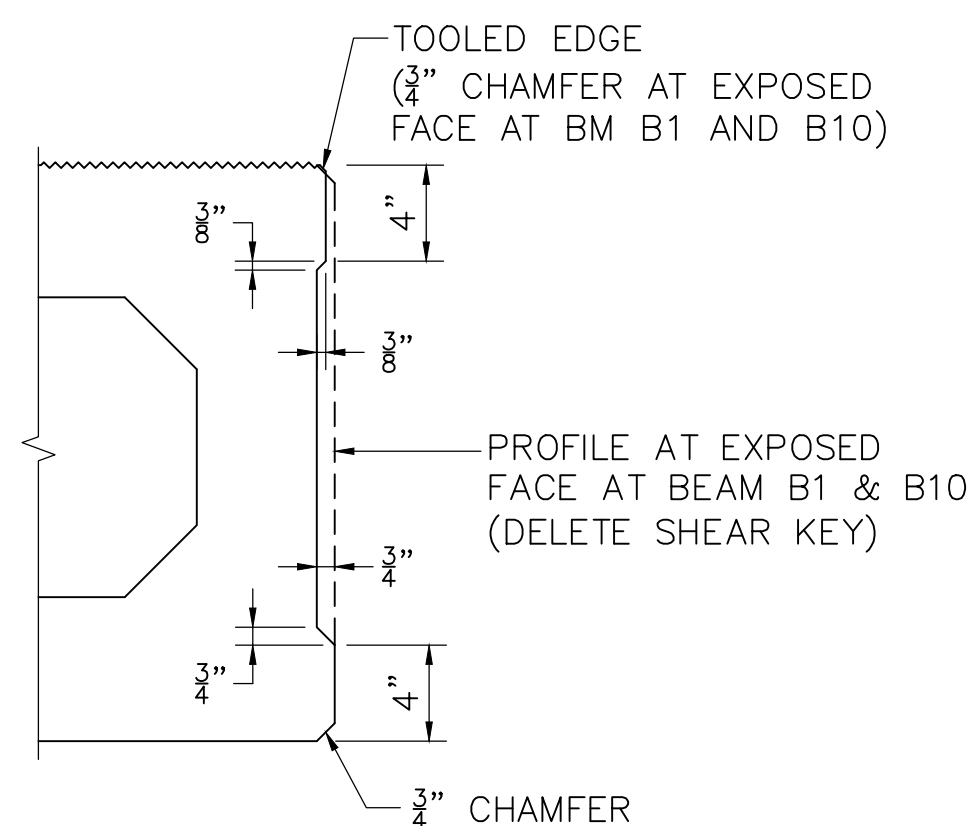 TOOLED EDGE
(3/4" CHAMFER AT EXPOSED
FACE AT BM B1 AND B10)
3/8"
4"
3/8"
PROFILE AT EXPOSED
FACE AT BEAM B1 & B10
(DELETE SHEAR KEY)
3/4"
3/4"
4"
3/4" CHAMFER